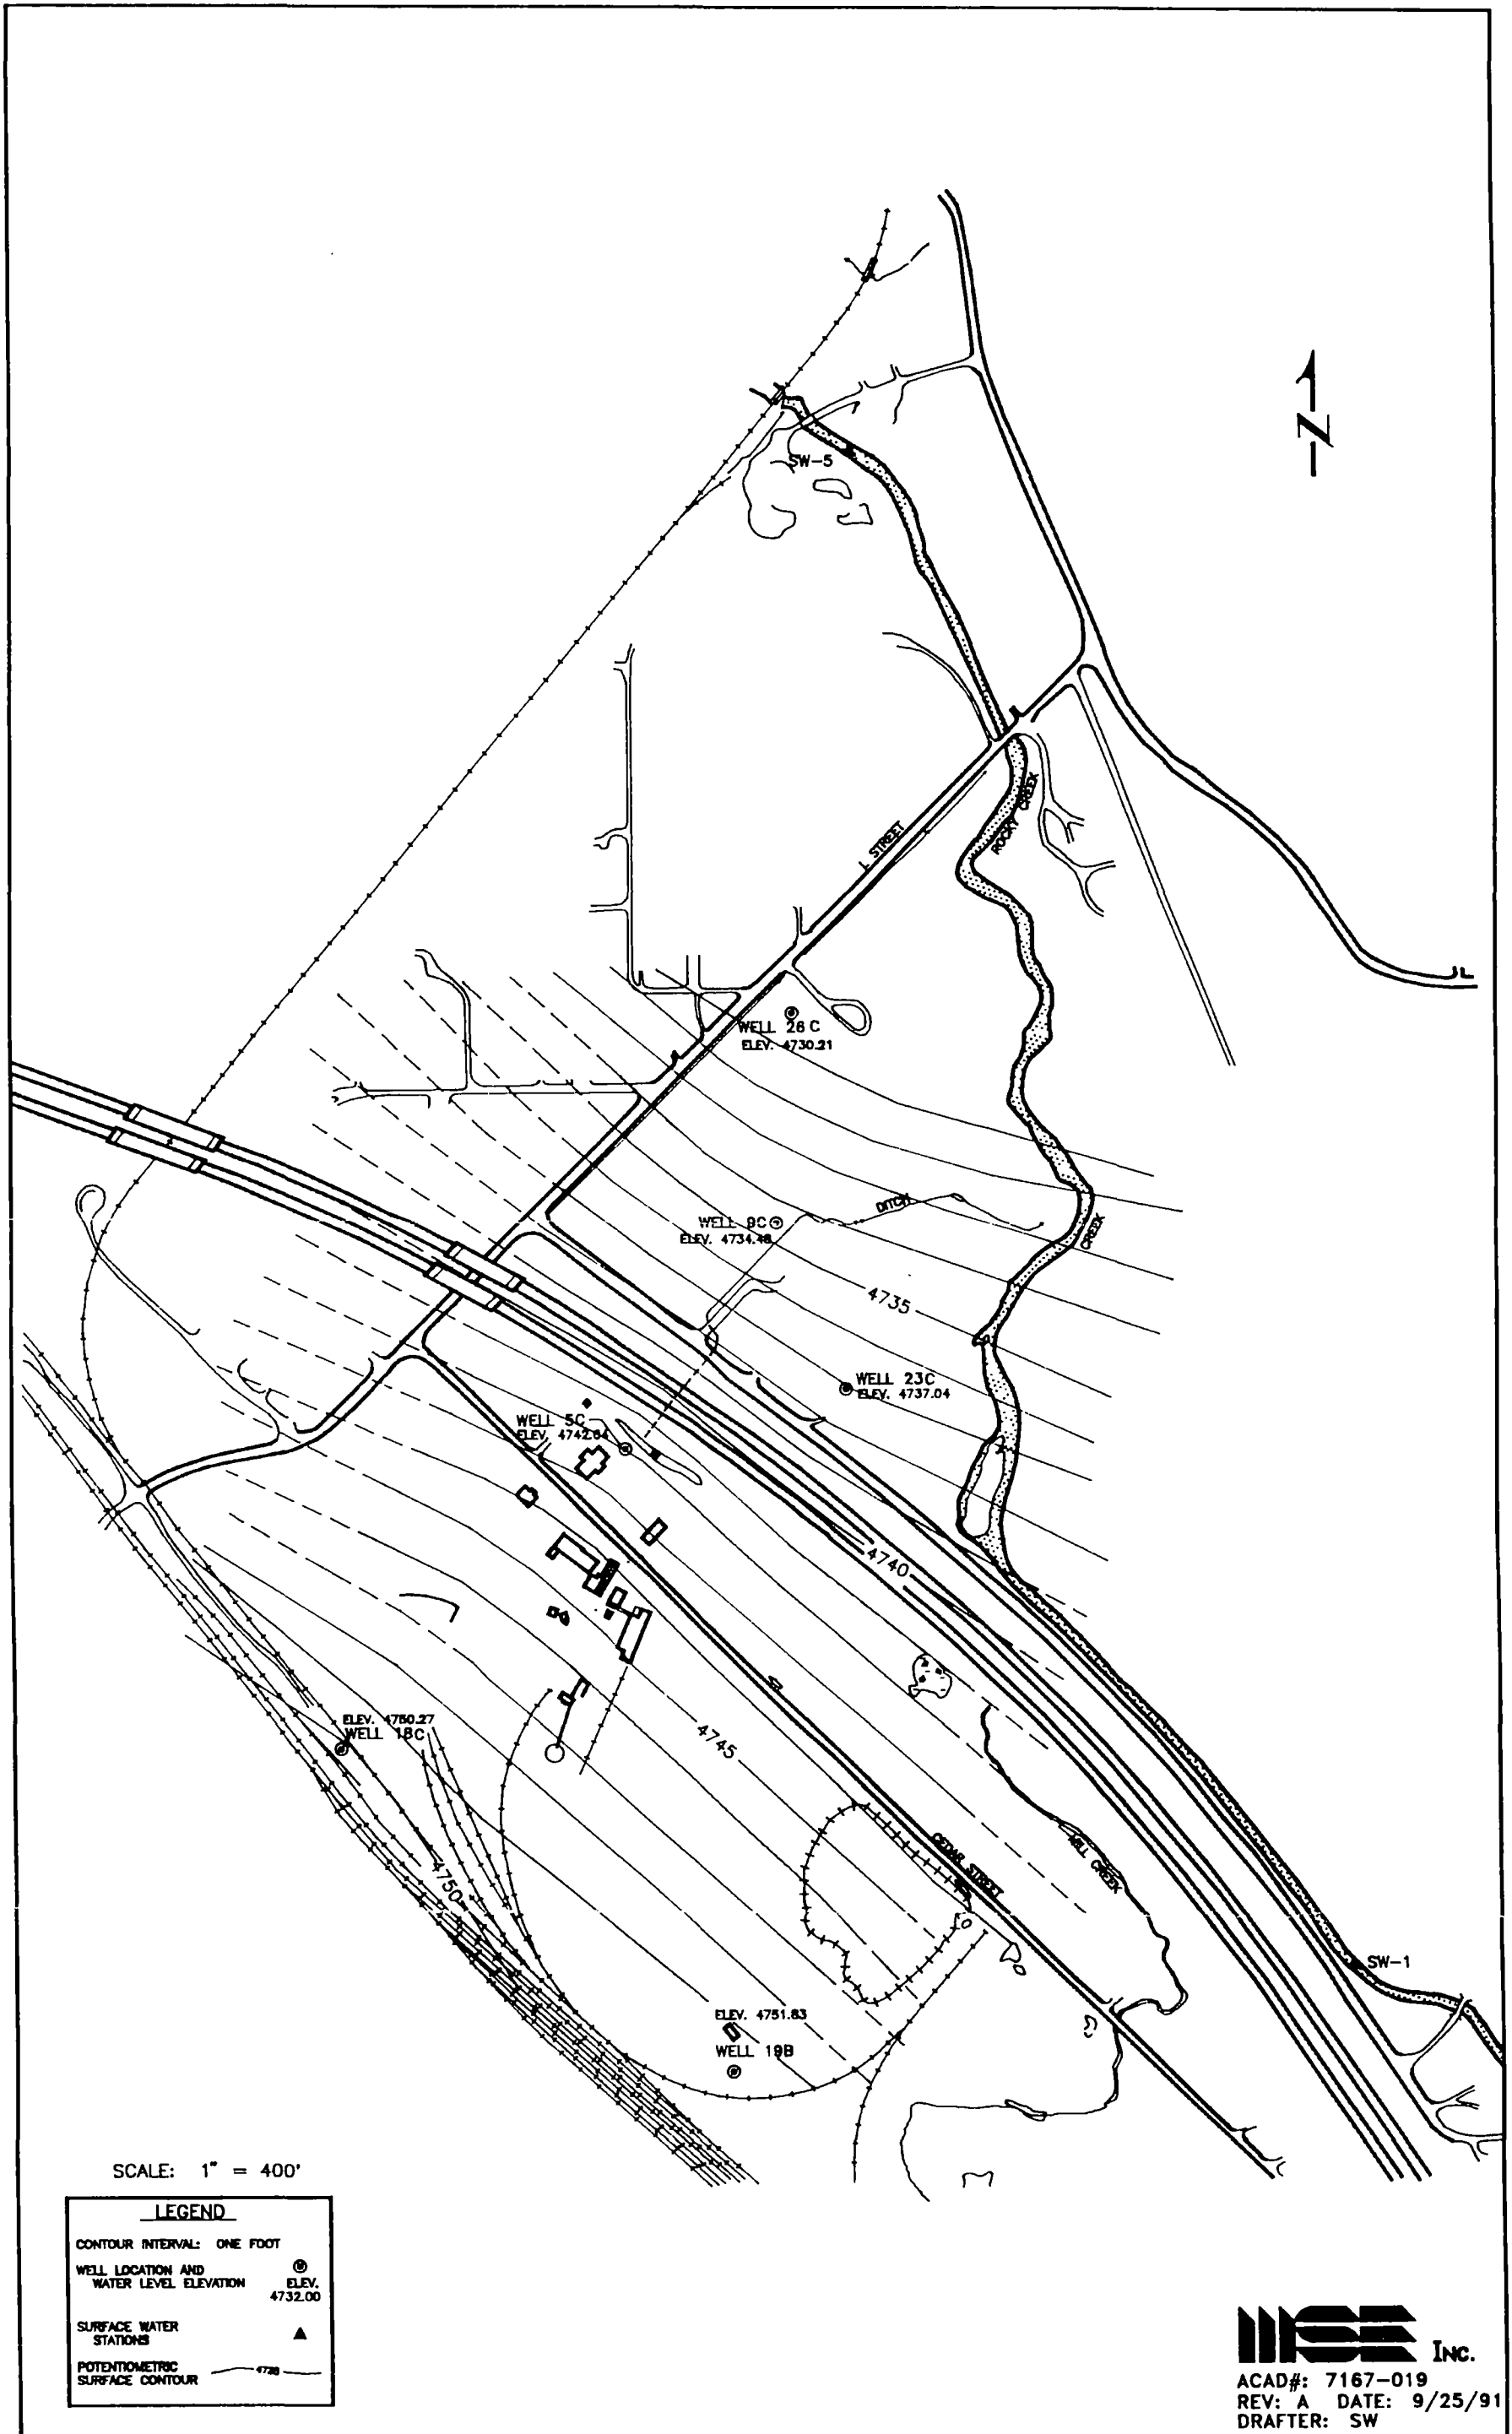 N
SW-5
ROCKY CREEK
L STREET
WELL 26 C
ELEV. 4730.21
DITCH
WELL 9C
ELEV. 4734.48
CREEK
4735
WELL 23C
ELEV. 4737.04
WELL 5C
ELEV. 4742.64
4740
4745
ELEV. 4750.27
WELL 18C
4750
CEDAR STREET
MILL CREEK
SW-1
ELEV. 4751.83
WELL 19B
SCALE: 1" = 400'
LEGEND
CONTOUR INTERVAL: ONE FOOT
WELL LOCATION AND
WATER LEVEL ELEVATION
ELEV.
4732.00
SURFACE WATER
STATIONS
POTENTIOMETRIC
SURFACE CONTOUR
MSE INC.
ACAD#: 7167-019
REV: A DATE: 9/25/91
DRAFTER: SW